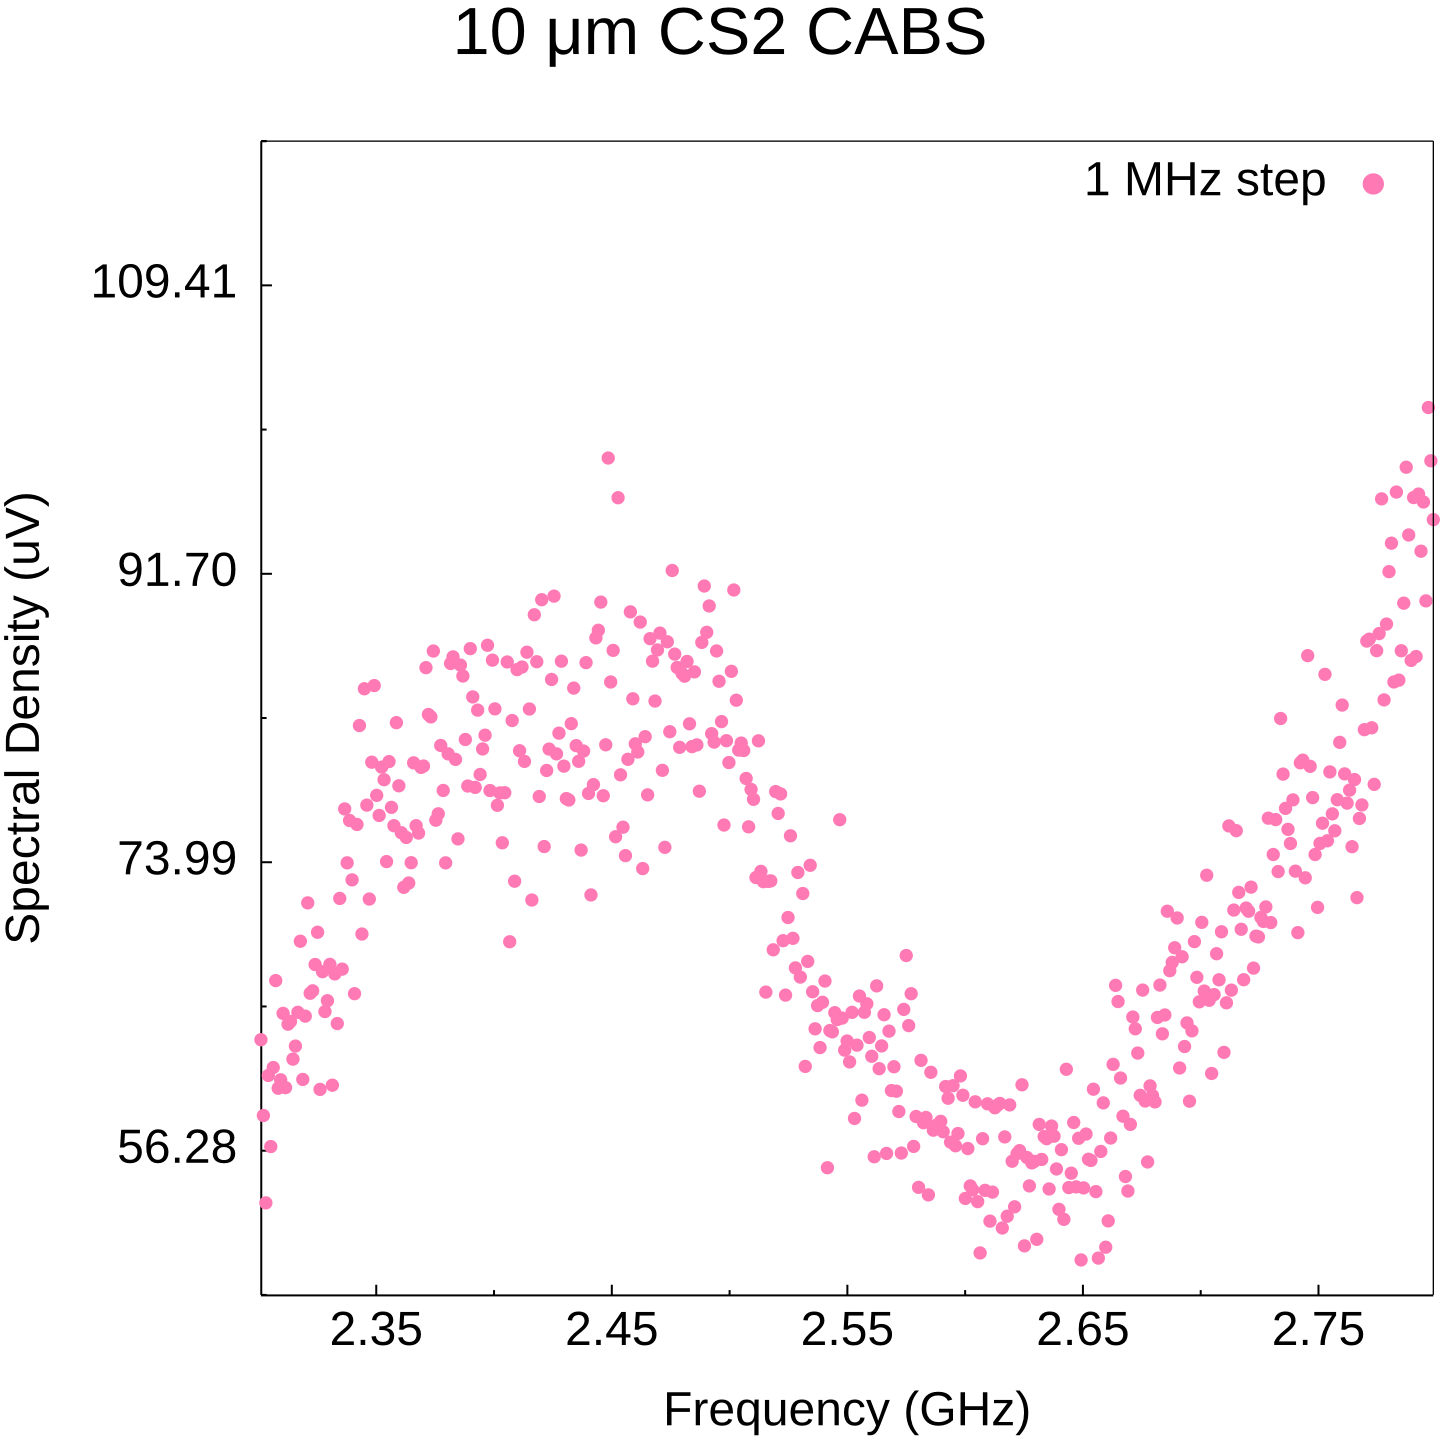 10 μm CS2 CABS
1 MHz step
109.41
91.70
73.99
56.28
Spectral Density (uV)
2.35 2.45 2.55 2.65 2.75
Frequency (GHz)